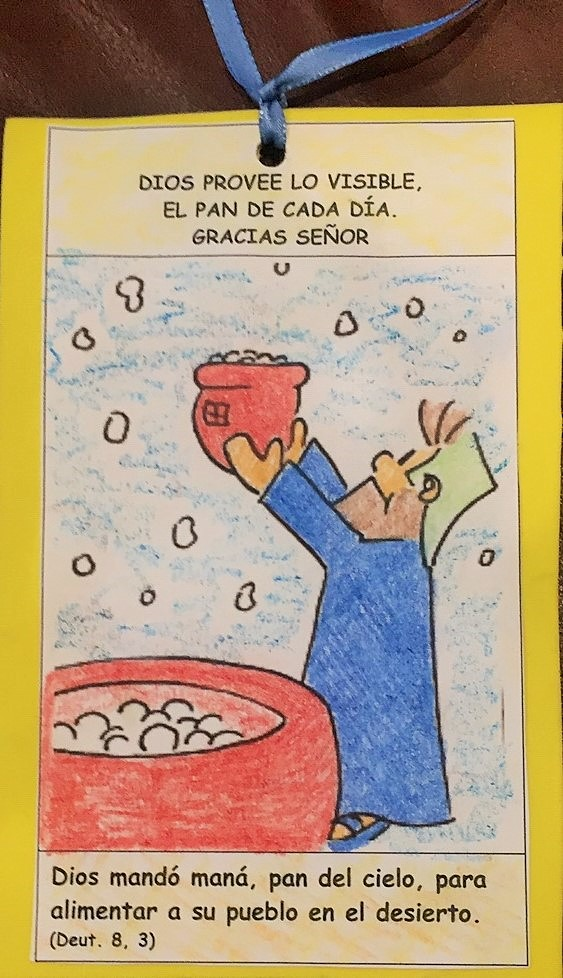 DIOS PROVEE LO VISIBLE,
EL PAN DE CADA DÍA.
GRACIAS SEÑOR
Dios mandó maná, pan del cielo, para
alimentar a su pueblo en el desierto.
(Deut. 8, 3)